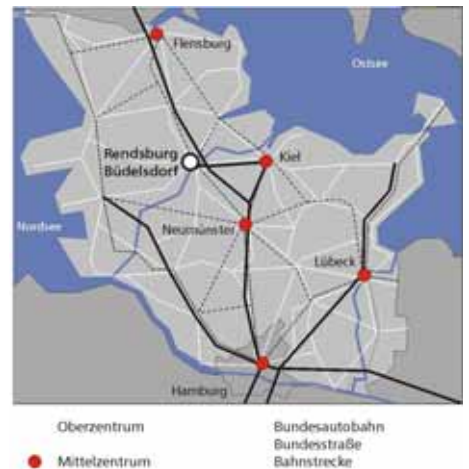 Flensburg
Ostsee
Rendsburg
Büdelsdorf
Kiel
Nordsee
Neumünster
Lübeck
Hamburg
Oberzentrum
Mittelzentrum
Bundesautobahn
Bundesstraße
Bahnstrecke